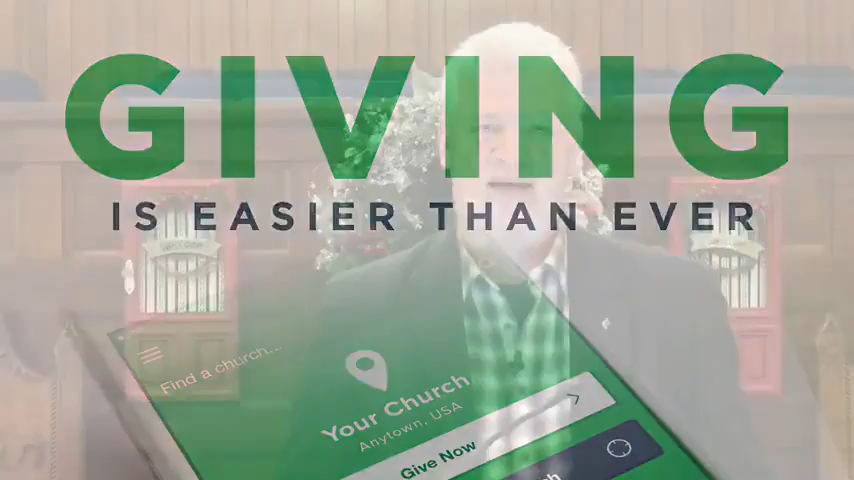 GIVING
IS EASIER THAN EVER
Find a church...
Your Church
Anytown, USA
Give Now